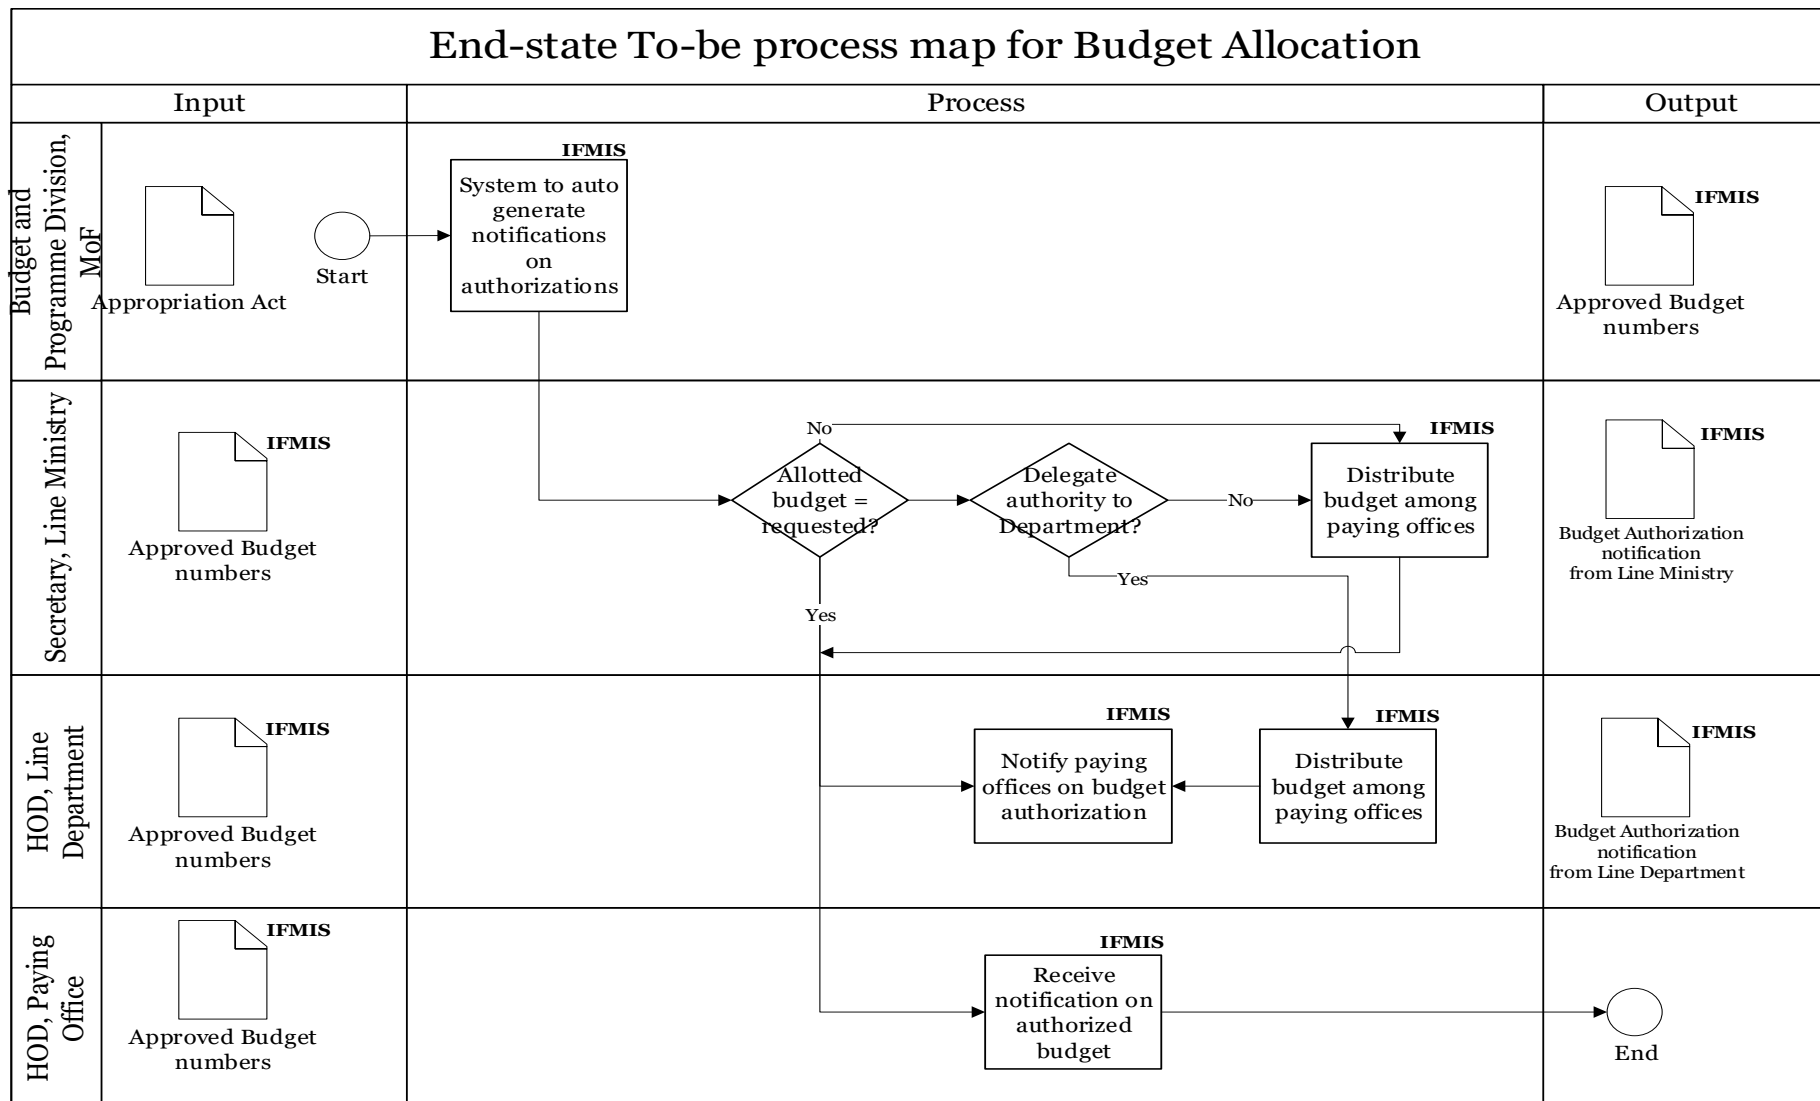 End-state To-be process map for Budget Allocation
Input
Process
Output
Budget and
Programme Division,
MoF
Appropriation Act
Start
IFMIS
System to auto
generate
notifications
on
authorizations
IFMIS
Approved Budget
numbers
Secretary, Line Ministry
IFMIS
Approved Budget
numbers
No
Allotted
budget =
requested?
Yes
Delegate
authority to
Department?
No
Yes
IFMIS
Distribute
budget among
paying offices
IFMIS
Budget Authorization
notification
from Line Ministry
HOD, Line
Department
IFMIS
Approved Budget
numbers
IFMIS
Notify paying
offices on budget
authorization
IFMIS
Distribute
budget among
paying offices
IFMIS
Budget Authorization
notification
from Line Department
HOD, Paying
Office
IFMIS
Approved Budget
numbers
IFMIS
Receive
notification on
authorized
budget
End